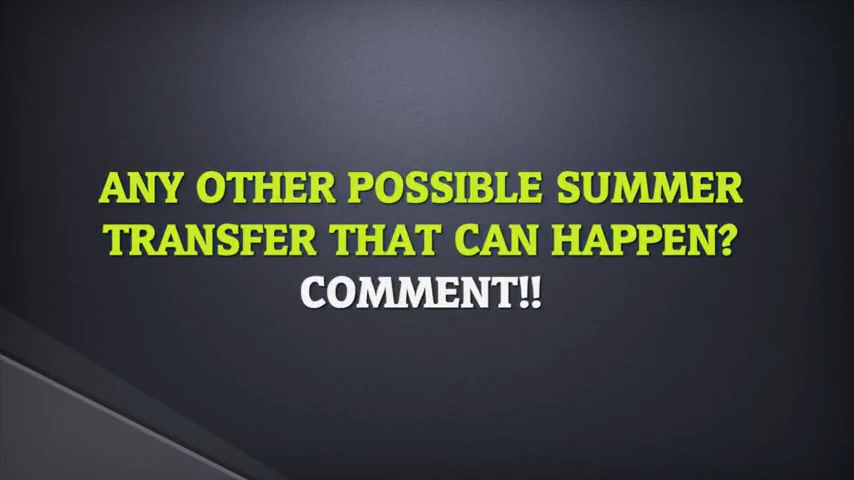 ANY OTHER POSSIBLE SUMMER
TRANSFER THAT CAN HAPPEN?
COMMENT!!